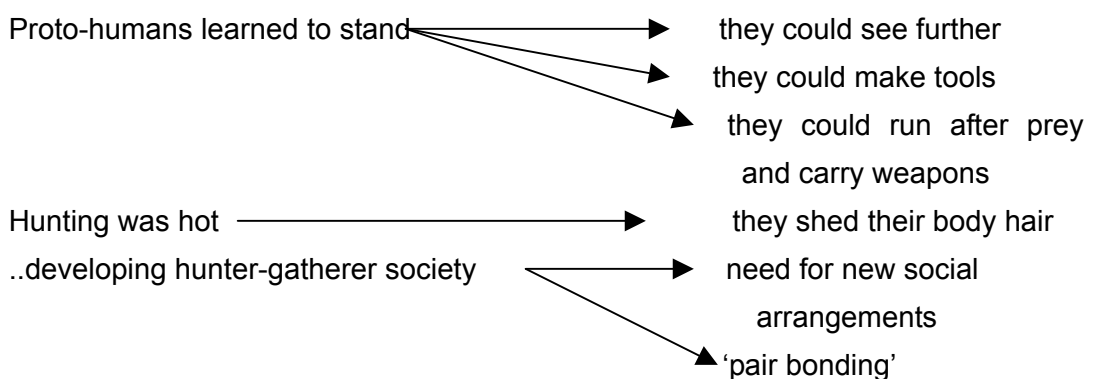 Proto-humans learned to stand they could see further
they could make tools
they could run after prey
and carry weapons
Hunting was hot they shed their body hair
..developing hunter-gatherer society need for new social
arrangements
‘pair bonding’